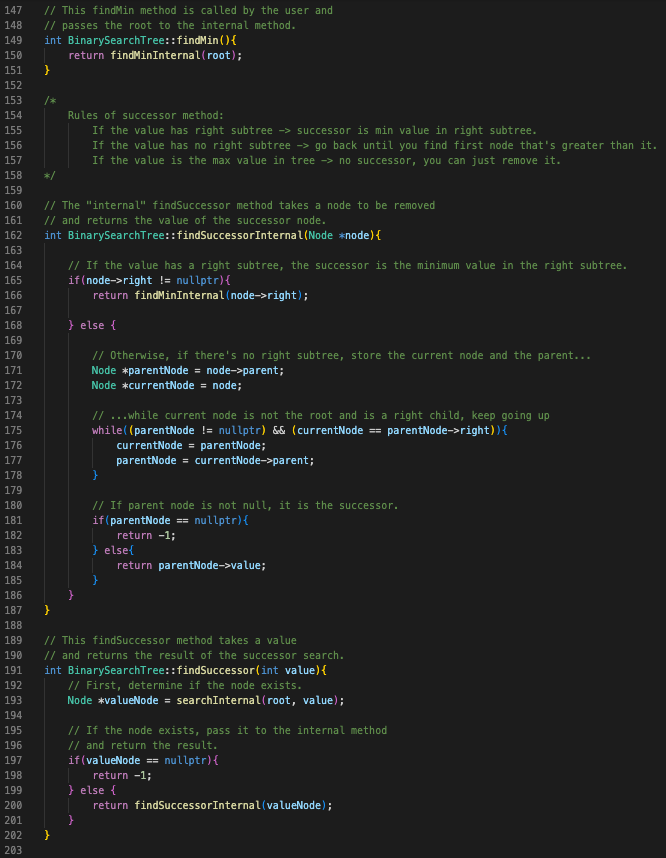 147 // This findMin method is called by the user and
148 // passes the root to the internal method.
149 int BinarySearchTree::findMin(){
150     return findMinInternal(root);
151 }
152
153 /*
154     Rules of successor method:
155         If the value has right subtree -> successor is min value in right subtree.
156         If the value has no right subtree -> go back until you find first node that's greater than it.
157         If the value is the max value in tree -> no successor, you can just remove it.
158 */
159
160 // The "internal" findSuccessor method takes a node to be removed
161 // and returns the value of the successor node.
162 int BinarySearchTree::findSuccessorInternal(Node *node){
163
164     // If the value has a right subtree, the successor is the minimum value in the right subtree.
165     if(node->right != nullptr){
166         return findMinInternal(node->right);
167
168     } else {
169
170         // Otherwise, if there's no right subtree, store the current node and the parent...
171         Node *parentNode = node->parent;
172         Node *currentNode = node;
173
174         // ...while current node is not the root and is a right child, keep going up
175         while((parentNode != nullptr) && (currentNode == parentNode->right)){
176             currentNode = parentNode;
177             parentNode = currentNode->parent;
178         }
179
180         // If parent node is not null, it is the successor.
181         if(parentNode == nullptr){
182             return -1;
183         } else{
184             return parentNode->value;
185         }
186     }
187 }
188
189 // This findSuccessor method takes a value
190 // and returns the result of the successor search.
191 int BinarySearchTree::findSuccessor(int value){
192     // First, determine if the node exists.
193     Node *valueNode = searchInternal(root, value);
194
195     // If the node exists, pass it to the internal method
196     // and return the result.
197     if(valueNode == nullptr){
198         return -1;
199     } else {
200         return findSuccessorInternal(valueNode);
201     }
202 }
203